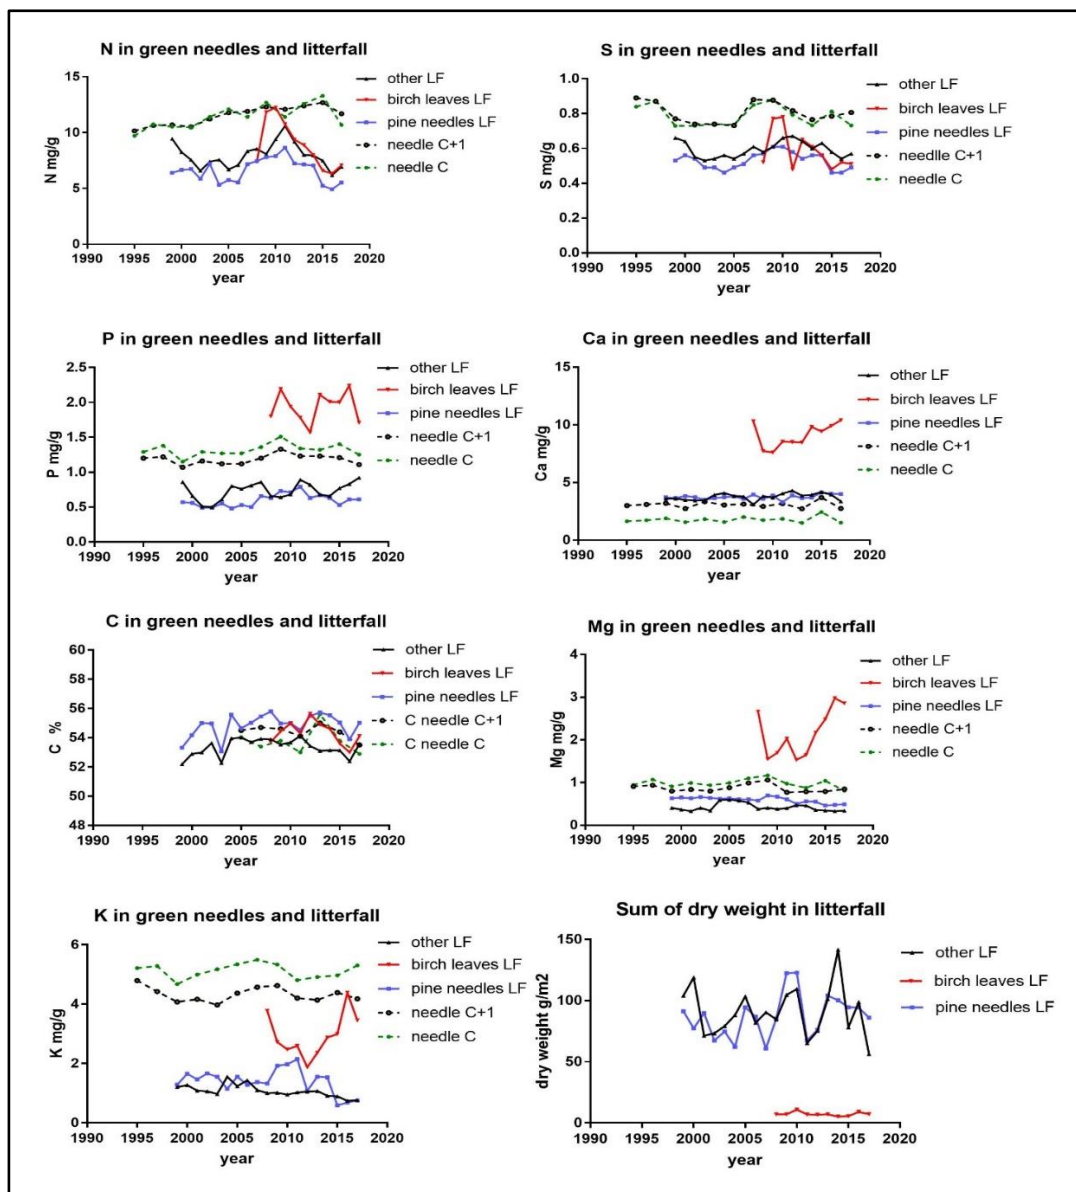 N in green needles and litterfall
15
10
5
0
N mg/g
1990 1995 2000 2005 2010 2015 2020
year
other LF
birch leaves LF
pine needles LF
needle C+1
needle C
S in green needles and litterfall
1.0
0.8
0.6
0.4
0.2
0.0
S mg/g
1990 1995 2000 2005 2010 2015 2020
year
other LF
birch leaves LF
pine needles LF
needlle C+1
needle C
P in green needles and litterfall
2.5
2.0
1.5
1.0
0.5
0.0
P mg/g
1990 1995 2000 2005 2010 2015 2020
year
other LF
birch leaves LF
pine needles LF
needle C+1
needle C
Ca in green needles and litterfall
15
10
5
0
Ca mg/g
1990 1995 2000 2005 2010 2015 2020
year
other LF
birch leaves LF
pine needles LF
needle C+1
needle C
C in green needles and litterfall
60
58
56
54
52
50
48
C %
1990 1995 2000 2005 2010 2015 2020
year
other LF
birch leaves LF
pine needles LF
C needle C+1
C needle C
Mg in green needles and litterfall
4
3
2
1
0
Mg mg/g
1990 1995 2000 2005 2010 2015 2020
year
other LF
birch leaves LF
pine needles LF
needle C+1
needle C
K in green needles and litterfall
6
4
2
0
K mg/g
1990 1995 2000 2005 2010 2015 2020
year
other LF
birch leaves LF
pine needles LF
needle C+1
needle C
Sum of dry weight in litterfall
150
100
50
0
dry weight g/m2
1990 1995 2000 2005 2010 2015 2020
year
other LF
birch leaves LF
pine needles LF